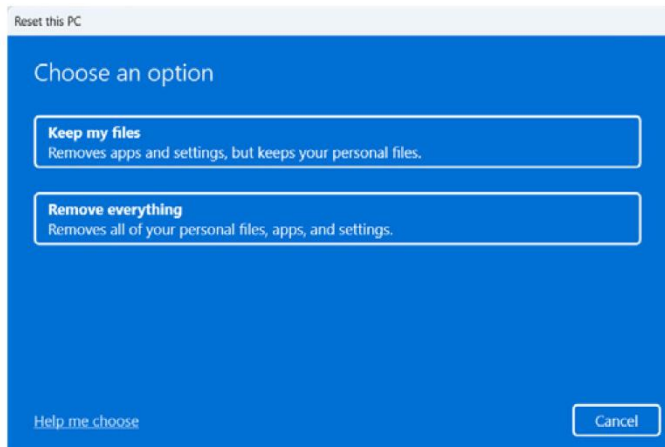 Reset this PC
Choose an option
Keep my files
Removes apps and settings, but keeps your personal files.
Remove everything
Removes all of your personal files, apps, and settings.
Help me choose
Cancel